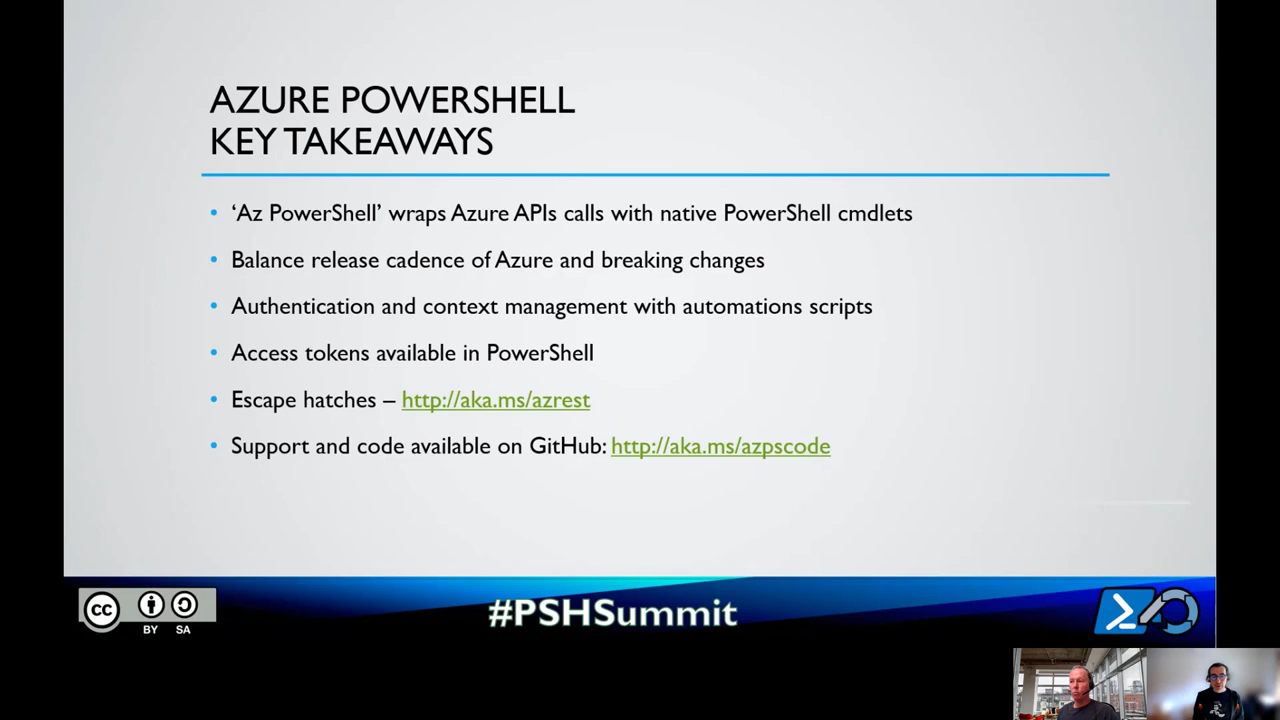 AZURE POWERSHELL
KEY TAKEAWAYS
• ‘Az PowerShell’ wraps Azure APIs calls with native PowerShell cmdlets
• Balance release cadence of Azure and breaking changes
• Authentication and context management with automations scripts
• Access tokens available in PowerShell
• Escape hatches – http://aka.ms/azrest
• Support and code available on GitHub: http://aka.ms/azpscode
cc
BY SA
#PSHSummit